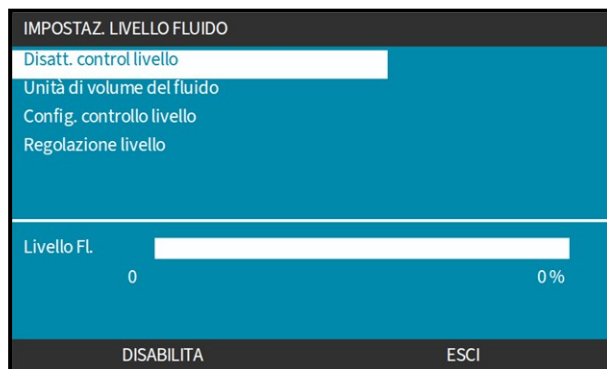 IMPOSTAZ. LIVELLO FLUIDO
Disatt. control livello
Unità di volume del fluido
Config. controllo livello
Regolazione livello
Livello Fl.
0 0 %
DISABILITA ESCI